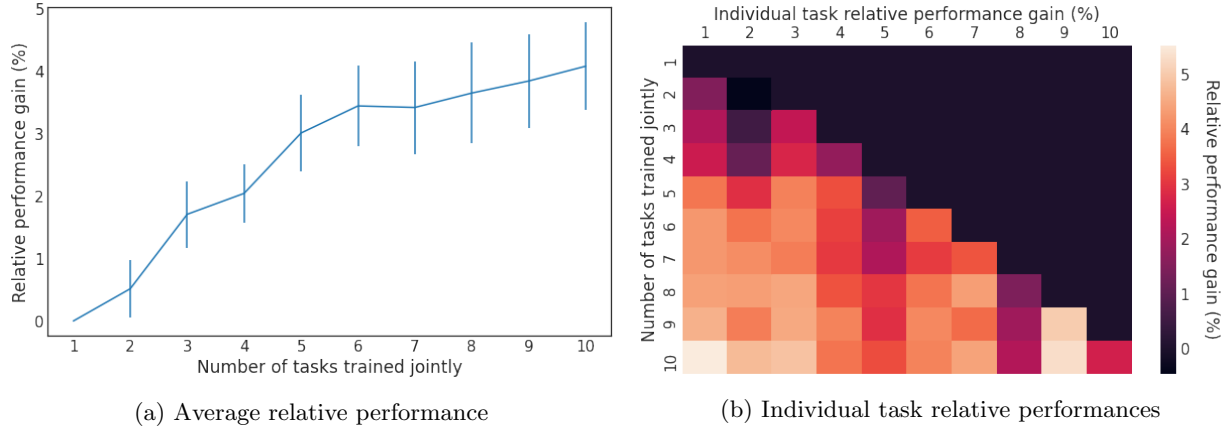 5
4
3
2
1
0
Relative performance gain (%)
1 2 3 4 5 6 7 8 9 10
Number of tasks trained jointly
(a) Average relative performance
Individual task relative performance gain (%)
1 2 3 4 5 6 7 8 9 10
Number of tasks trained jointly
1
2
3
4
5
6
7
8
9
10
5
4
3
2
1
0
Relative performance gain (%)
(b) Individual task relative performances